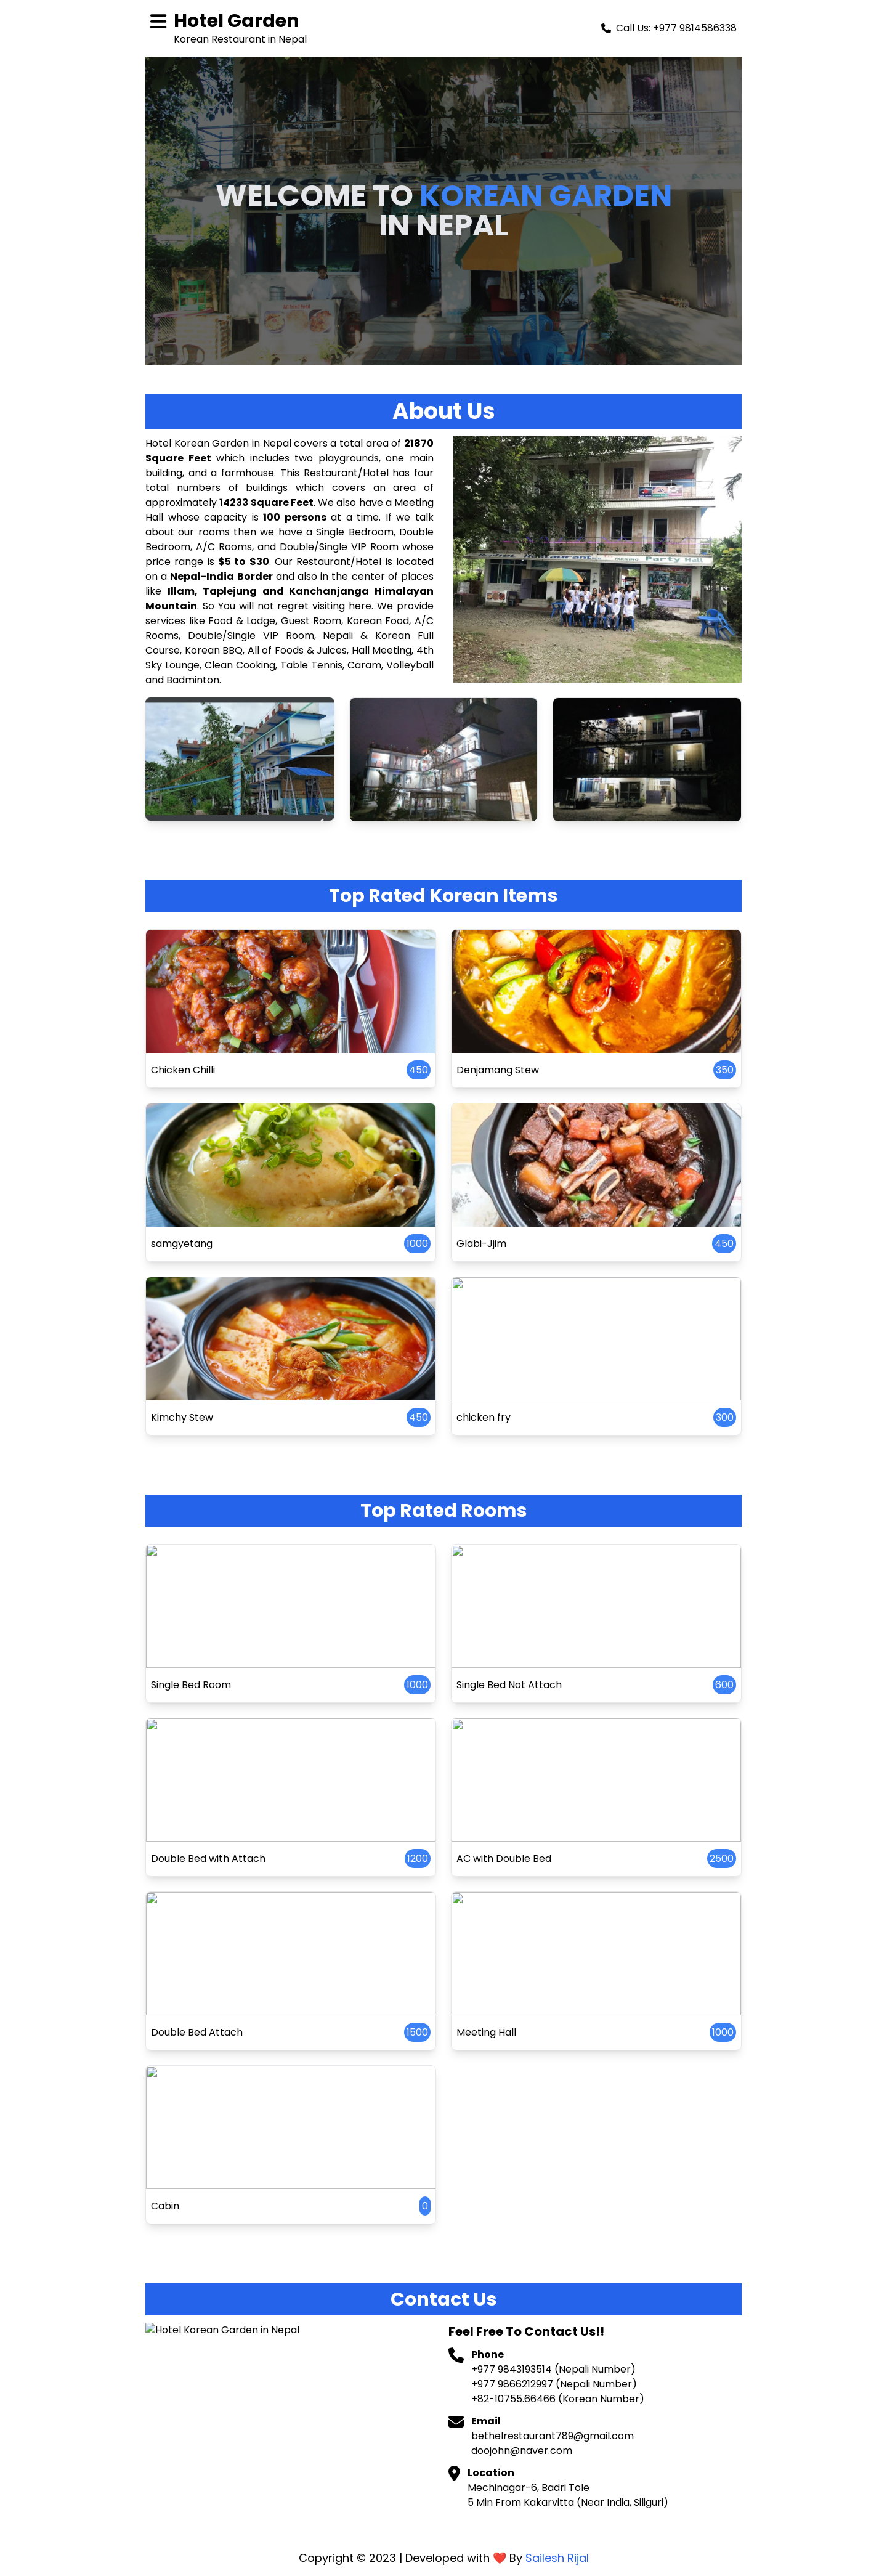 Hotel Garden
Korean Restaurant in Nepal
Call Us: +977 9814586338
WELCOME TO KOREAN GARDEN
IN NEPAL
About Us
Hotel Korean Garden in Nepal covers a total area of 21870
Square Feet which includes two playgrounds, one main
building, and a farmhouse. This Restaurant/Hotel has four
total numbers of buildings which covers an area of
approximately 14233 Square Feet. We also have a Meeting
Hall whose capacity is 100 persons at a time. If we talk
about our rooms then we have a Single Bedroom, Double
Bedroom, A/C Rooms, and Double/Single VIP Room whose
price range is $5 to $30. Our Restaurant/Hotel is located
on a Nepal-India Border and also in the center of places
like Illam, Taplejung and Kanchanjanga Himalayan
Mountain. So You will not regret visiting here. We provide
services like Food & Lodge, Guest Room, Korean Food, A/C
Rooms, Double/Single VIP Room, Nepali & Korean Full
Course, Korean BBQ, All of Foods & Juices, Hall Meeting, 4th
Sky Lounge, Clean Cooking, Table Tennis, Caram, Volleyball
and Badminton.
Party Hall
Top Rated Korean Items
Chicken Chilli 450
Denjamang Stew 350
samgyetang 1000
Glabi-Jjim 450
Kimchy Stew 450
chicken fry 300
Top Rated Rooms
Single Bed Room 1000
Single Bed Not Attach 600
Double Bed with Attach 1200
AC with Double Bed 2500
Double Bed Attach 1500
Meeting Hall 1000
Cabin 0
Contact Us
Hotel Korean Garden in Nepal
Feel Free To Contact Us!!
Phone
+977 9843193514 (Nepali Number)
+977 9866212997 (Nepali Number)
+82-10755.66466 (Korean Number)
Email
bethelrestaurant789@gmail.com
doojohn@naver.com
Location
Mechinagar-6, Badri Tole
5 Min From Kakarvitta (Near India, Siliguri)
Copyright © 2023 | Developed with ❤️ By Sailesh Rijal